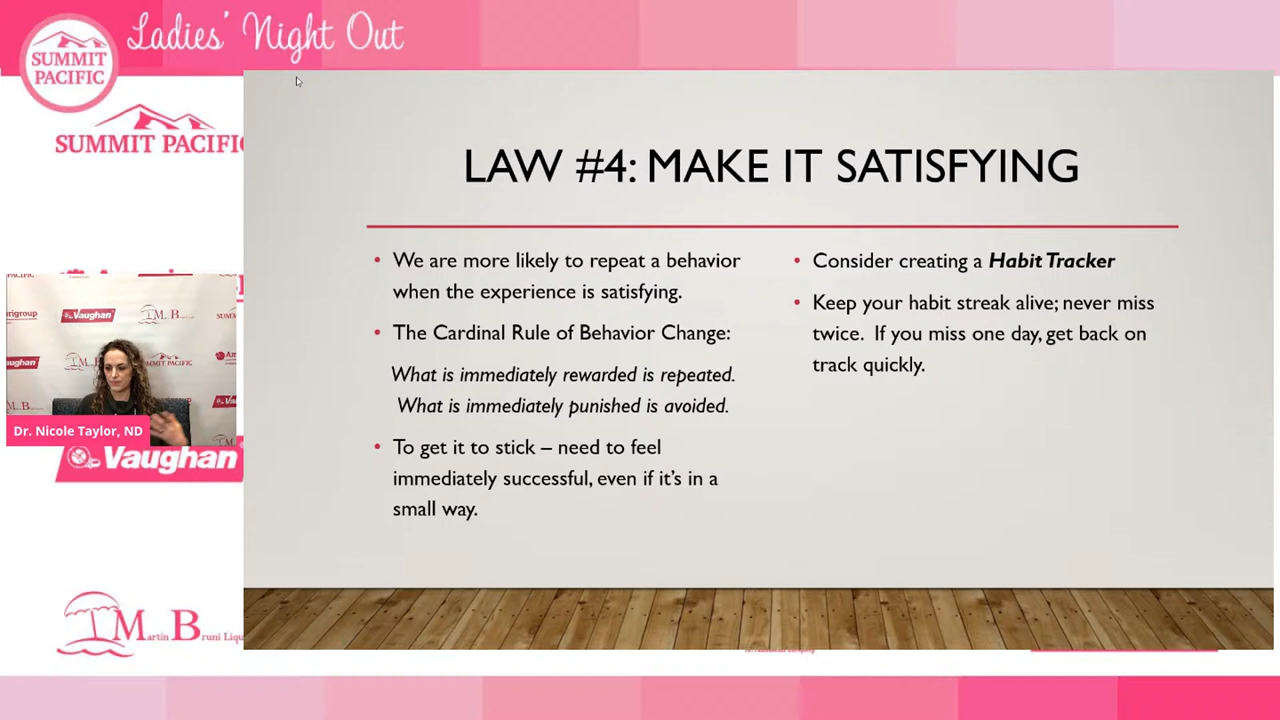 Ladies' Night Out
SUMMIT
PACIFIC
SUMMIT PACIFIC
LAW #4: MAKE IT SATISFYING
• We are more likely to repeat a behavior
when the experience is satisfying.
• The Cardinal Rule of Behavior Change:
What is immediately rewarded is repeated.
What is immediately punished is avoided.
• To get it to stick – need to feel
immediately successful, even if it's in a
small way.
• Consider creating a Habit Tracker
• Keep your habit streak alive; never miss
twice. If you miss one day, get back on
track quickly.
Vaughan
SUMMIT PACIFIC
Dr. Nicole Taylor, ND
Vaughan
Martin Bruni Liqu